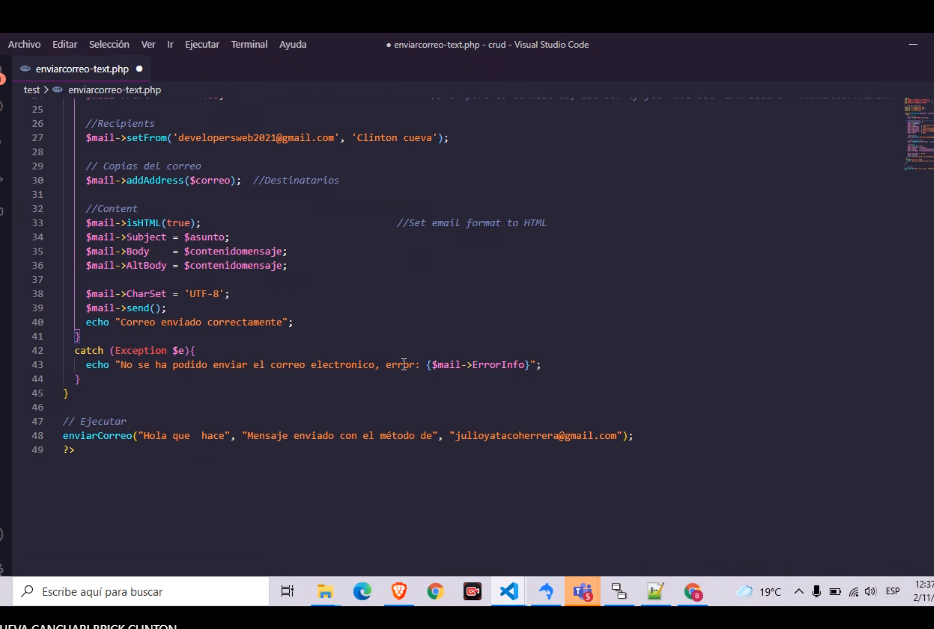 Archivo Editar Selección Ver Ir Ejecutar Terminal Ayuda
● enviarcorreo-text.php - crud - Visual Studio Code
enviarcorreo-text.php ●
test > enviarcorreo-text.php
25
26 //Recipients
27 $mail->setFrom('developersweb2021@gmail.com', 'Clinton cueva');
28
29 // Copias del correo
30 $mail->addAddress($correo); //Destinatarios
31
32 //Content
33 $mail->isHTML(true); //Set email format to HTML
34 $mail->Subject = $asunto;
35 $mail->Body = $contenidomensaje;
36 $mail->AltBody = $contenidomensaje;
37
38 $mail->CharSet = 'UTF-8';
39 $mail->send();
40 echo "Correo enviado correctamente";
41 }
42 catch (Exception $e){
43 echo "No se ha podido enviar el correo electronico, error: {$mail->ErrorInfo}";
44 }
45 }
46
47 // Ejecutar
48 enviarCorreo("Hola que  hace", "Mensaje enviado con el método de", "julioyatacoherrera@gmail.com");
49 ?>
Escribe aquí para buscar
5
19°C
ESP
12:37
2/11/
UEVA CANCHARI BRICK CLINTON